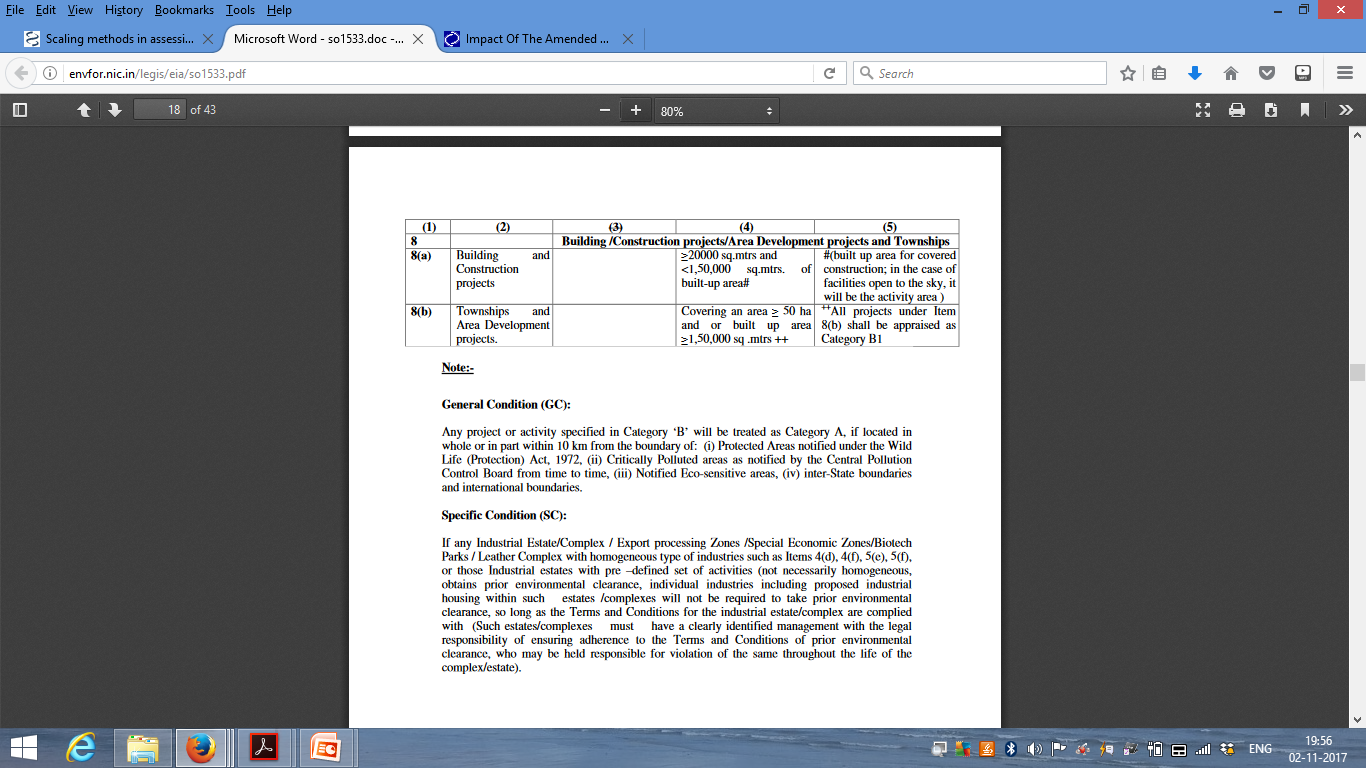 File Edit View History Bookmarks Tools Help
Scaling methods in assessi...
Microsoft Word - so1533.doc -...
Impact Of The Amended ...
envfor.nic.in/legis/eia/so1533.pdf
Search
18 of 43
80%
(1) (2) (3) (4) (5)
8 Building /Construction projects/Area Development projects and Townships
8(a) Building and Construction projects
≥20000 sq.mtrs and
<1,50,000 sq.mtrs. of
built-up area#
#(built up area for covered
construction; in the case of
facilities open to the sky, it
will be the activity area )
8(b) Townships and
Area Development
projects.
Covering an area ≥ 50 ha
and or built up area
≥1,50,000 sq .mtrs ++
++All projects under Item
8(b) shall be appraised as
Category B1
Note:-
General Condition (GC):
Any project or activity specified in Category ‘B’ will be treated as Category A, if located in
whole or in part within 10 km from the boundary of: (i) Protected Areas notified under the Wild
Life (Protection) Act, 1972, (ii) Critically Polluted areas as notified by the Central Pollution
Control Board from time to time, (iii) Notified Eco-sensitive areas, (iv) inter-State boundaries
and international boundaries.
Specific Condition (SC):
If any Industrial Estate/Complex / Export processing Zones /Special Economic Zones/Biotech
Parks / Leather Complex with homogeneous type of industries such as Items 4(d), 4(f), 5(e), 5(f),
or those Industrial estates with pre –defined set of activities (not necessarily homogeneous,
obtains prior environmental clearance, individual industries including proposed industrial
housing within such estates /complexes will not be required to take prior environmental
clearance, so long as the Terms and Conditions for the industrial estate/complex are complied
with (Such estates/complexes must have a clearly identified management with the legal
responsibility of ensuring adherence to the Terms and Conditions of prior environmental
clearance, who may be held responsible for violation of the same throughout the life of the
complex/estate).
ENG
19:56
02-11-2017